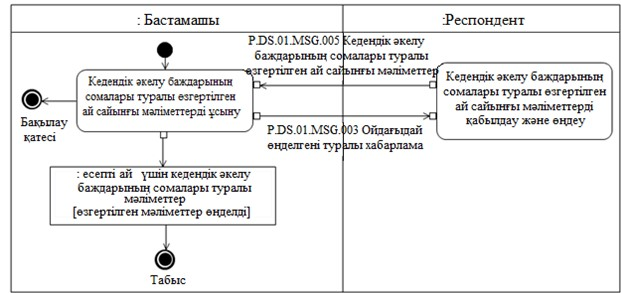 : Бастамашы
:Респондент
P.DS.01.MSG.005 Кедендік әкелу
баждарының сомалары туралы
өзгертілген ай сайынғы мәліметтер
Кедендік әкелу баждарының
сомалары туралы өзгертілген
ай сайынғы мәліметтерді ұсыну
Кедендік әкелу баждарының
сомалары туралы өзгертілген
ай сайынғы мәліметтерді
қабылдау және өңдеу
Бақылау
қатесі
P.DS.01.MSG.003 Ойдағыдай
өңделгені туралы хабарлама
: есепті ай үшін кедендік әкелу
баждарының сомалары туралы
мәліметтер
[өзгертілген мәліметтер өңделді]
Табыс